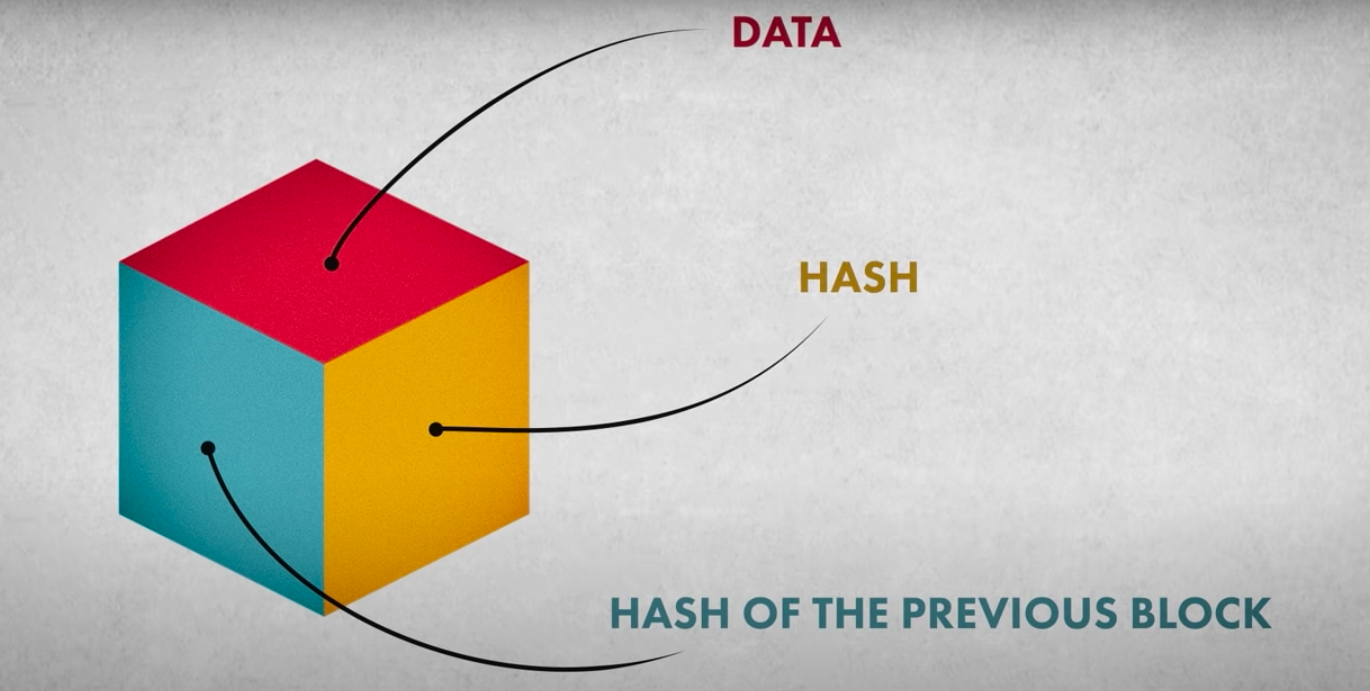 DATA
HASH
HASH OF THE PREVIOUS BLOCK